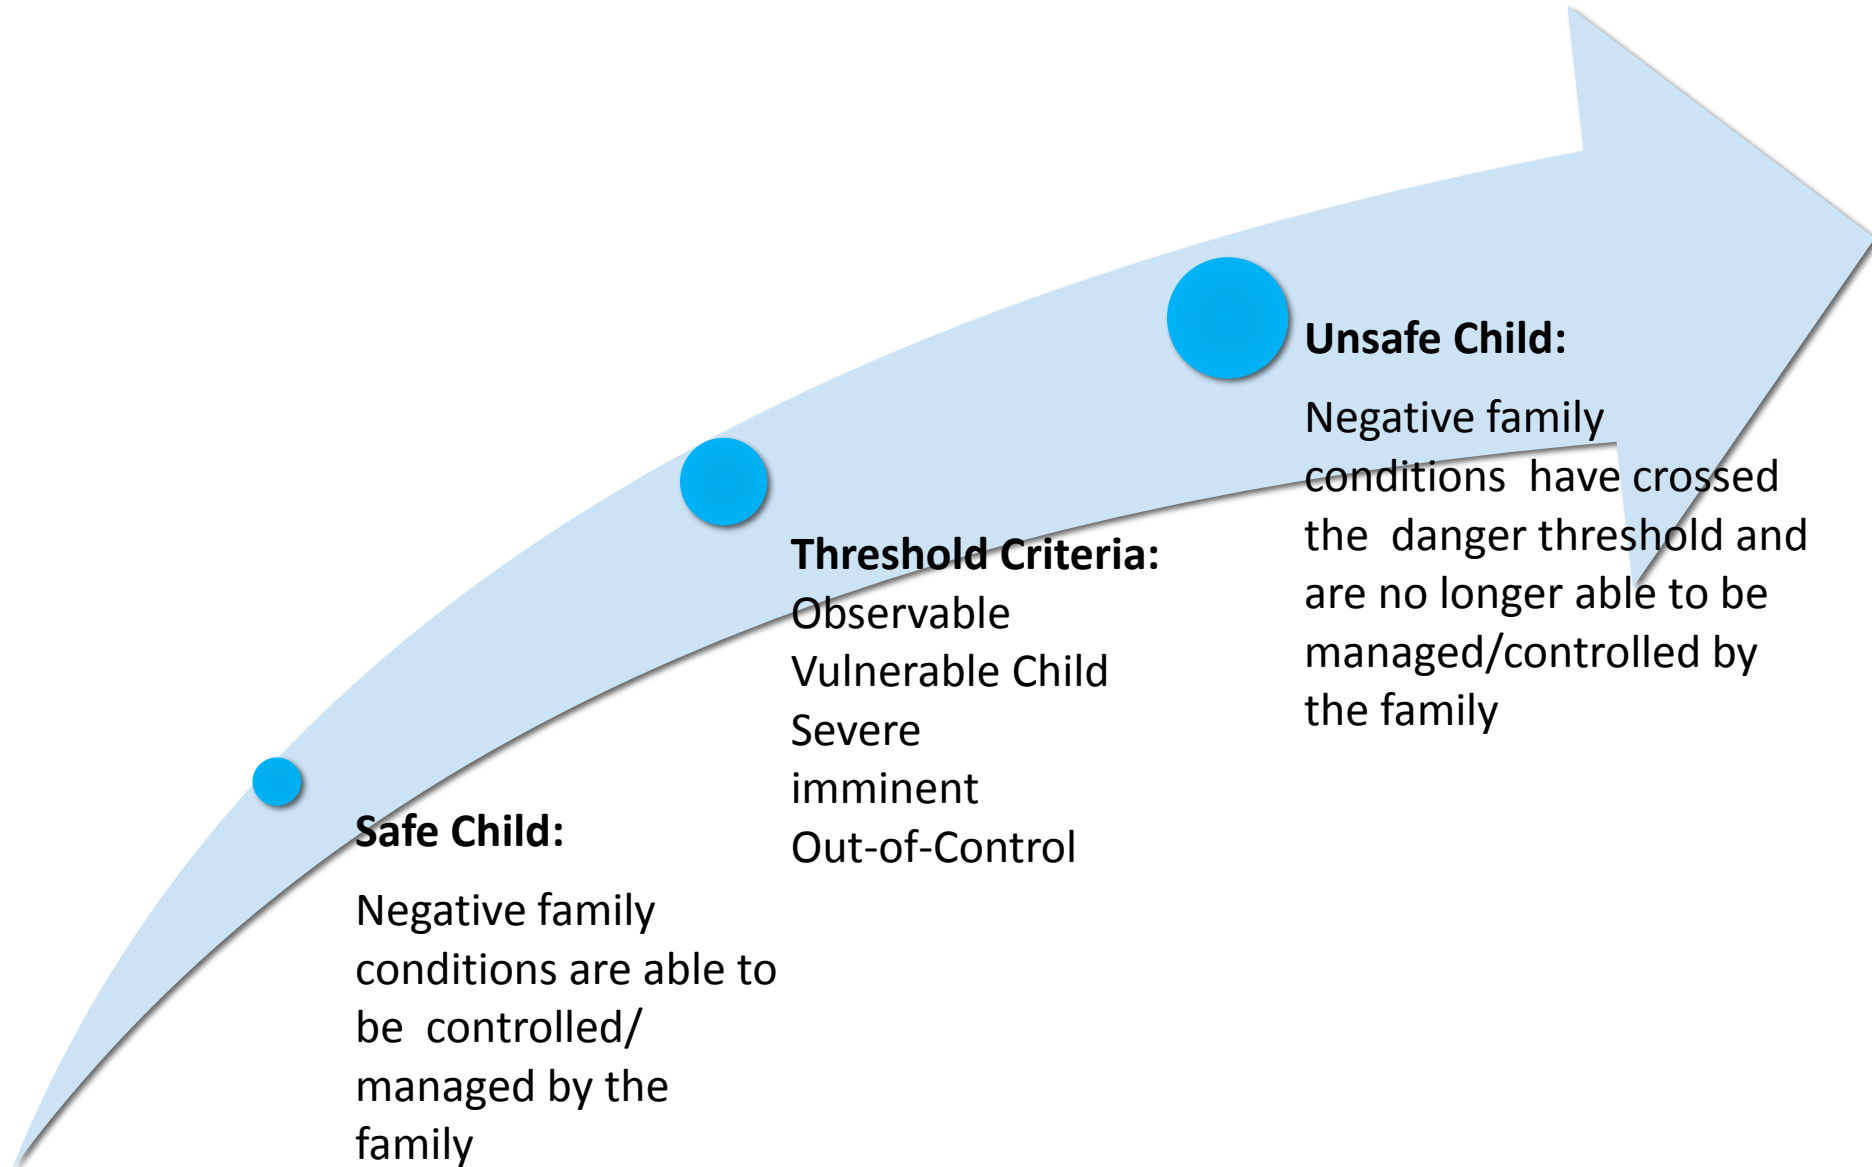 Unsafe Child:
Negative family
conditions  have crossed
the  danger threshold and
are no longer able to be
managed/controlled by
the family
Threshold Criteria:
Observable
Vulnerable Child
Severe
imminent
Out-of-Control
Safe Child:
Negative family
conditions are able to
be  controlled/
managed by the
family